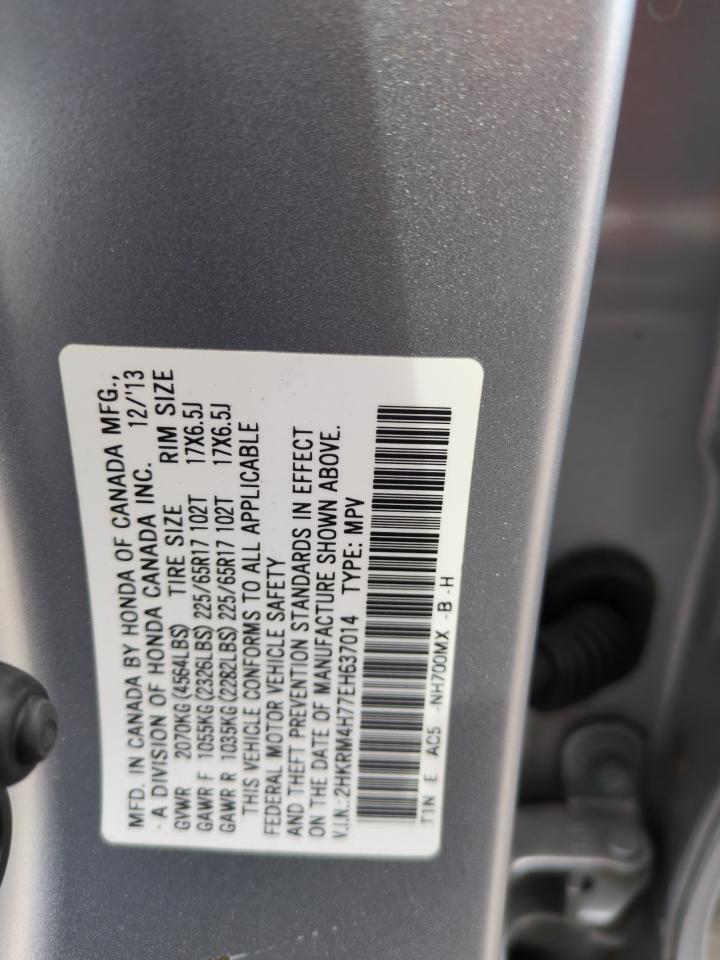 MFD. IN CANADA BY HONDA OF CANADA MFG.,
A DIVISION OF HONDA CANADA INC. 12/'13
GVWR 2070KG (4564LBS) TIRE SIZE RIM SIZE
GAWR F 1055KG (2326LBS) 225/65R17 102T 17X6.5J
GAWR R 1035KG (2282LBS) 225/65R17 102T 17X6.5J
THIS VEHICLE CONFORMS TO ALL APPLICABLE
FEDERAL MOTOR VEHICLE SAFETY
AND THEFT PREVENTION STANDARDS IN EFFECT
ON THE DATE OF MANUFACTURE SHOWN ABOVE.
V.I.N.:2HKRM4H77EH637014 TYPE: MPV
T1N E AC5 -NH700MX -B -H